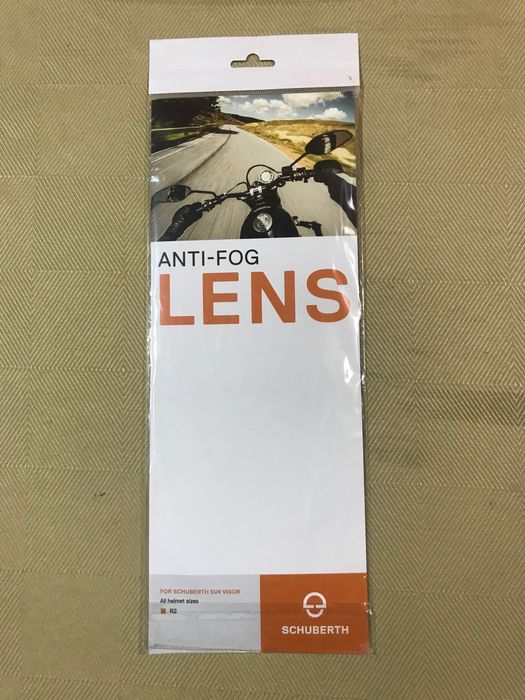 ANTI-FOG
LENS
FOR SCHUBERTH SV4 VISOR
All helmet sizes
R2
SCHUBERTH